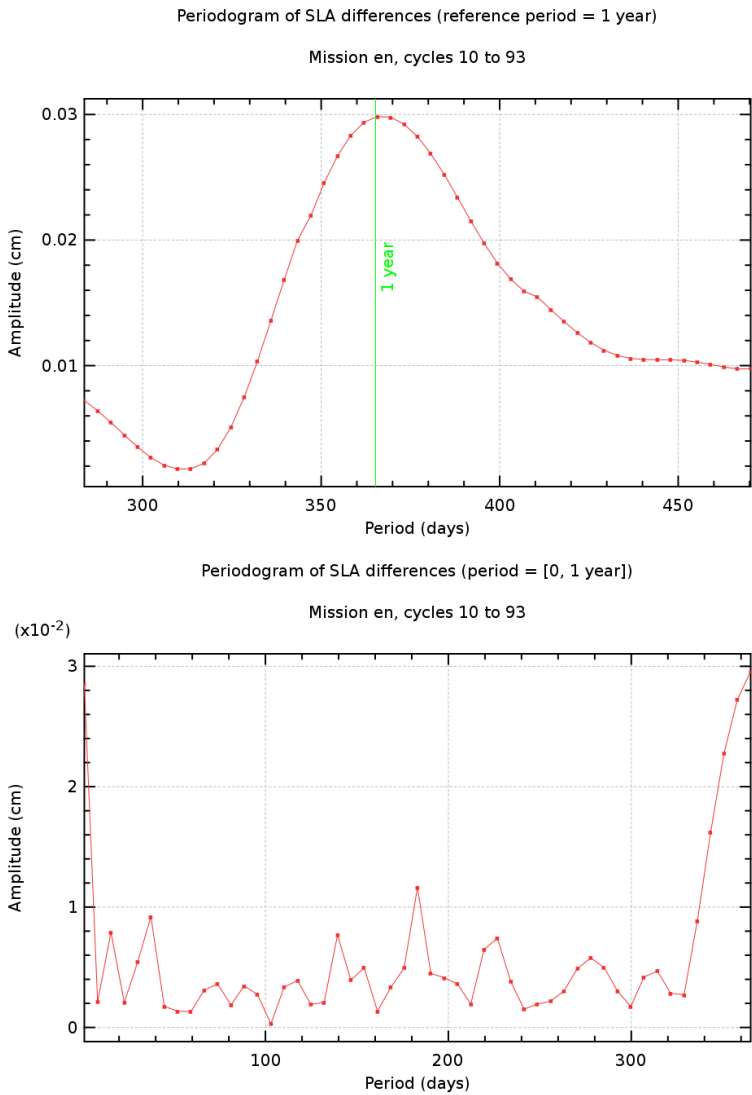 Periodogram of SLA differences (reference period = 1 year)
Mission en, cycles 10 to 93
0.03
0.02
0.01
Amplitude (cm)
1 year
300 350 400 450
Period (days)
Periodogram of SLA differences (period = [0, 1 year])
Mission en, cycles 10 to 93
(x10-2)
3
2
1
0
Amplitude (cm)
100 200 300
Period (days)